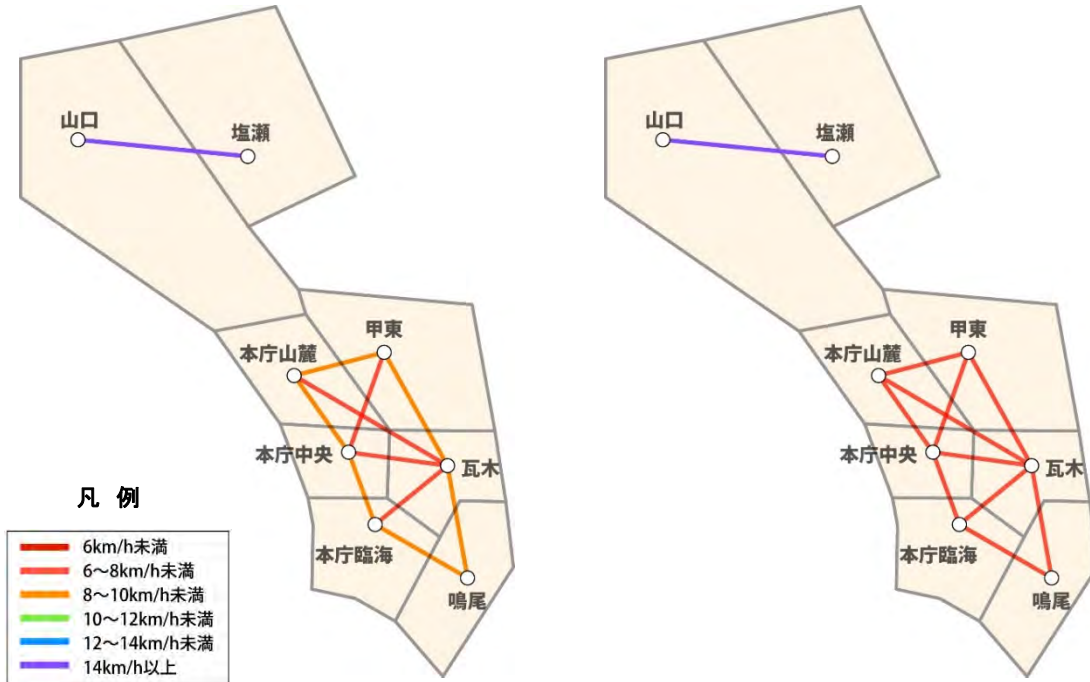 山口
塩瀬
甲東
本庁山麓
本庁中央
瓦木
本庁臨海
鳴尾
凡 例
6km/h未満
6〜8km/h未満
8〜10km/h未満
10〜12km/h未満
12〜14km/h未満
14km/h以上
山口
塩瀬
甲東
本庁山麓
本庁中央
瓦木
本庁臨海
鳴尾